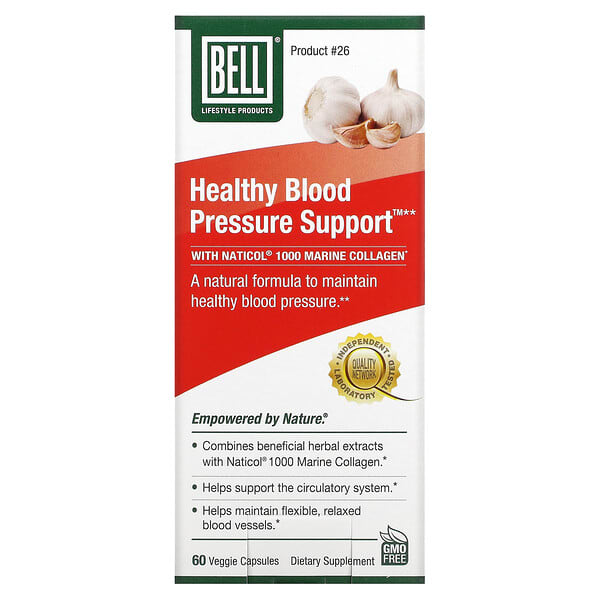 BELL
LIFESTYLE PRODUCTS
Product #26
Healthy Blood
Pressure Support™**
WITH NATICOL® 1000 MARINE COLLAGEN*
A natural formula to maintain
healthy blood pressure.**
INDEPENDENT
QUALITY
NETWORK
LABORATORY TESTED
Empowered by Nature.®
• Combines beneficial herbal extracts
with Naticol® 1000 Marine Collagen.*
• Helps support the circulatory system.*
• Helps maintain flexible, relaxed
blood vessels.*
GMO
FREE
60 Veggie Capsules Dietary Supplement